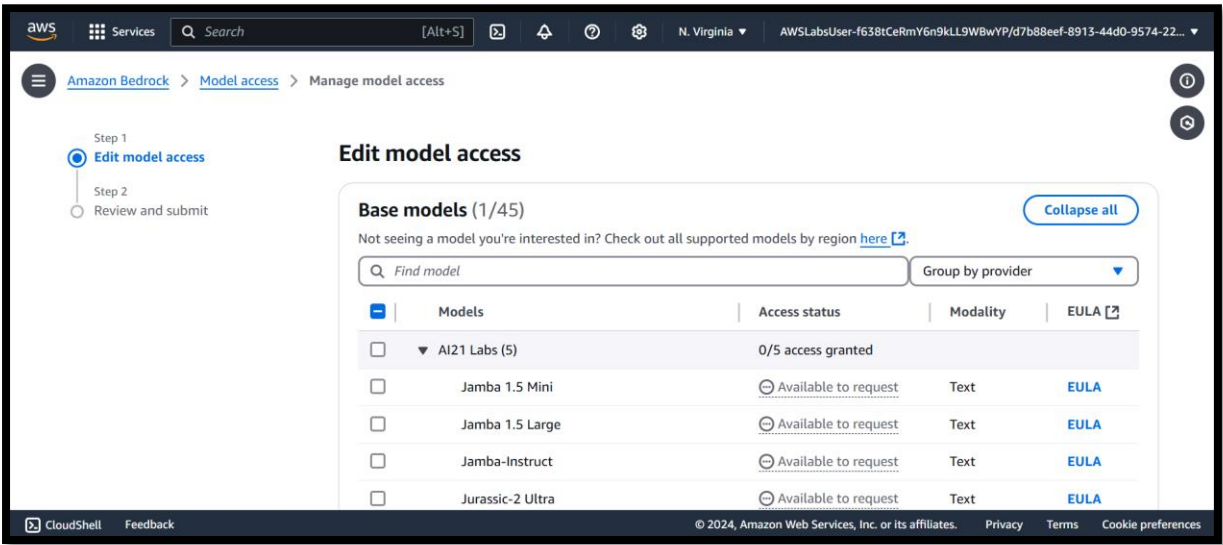 aws Services Search [Alt+S] N. Virginia AWSLabsUser-f638tCeRmY6n9kLL9WBwYP/d7b88eef-8913-44d0-9574-22...
Amazon Bedrock > Model access > Manage model access
Step 1
Edit model access
Step 2
Review and submit
Edit model access
Base models (1/45) Collapse all
Not seeing a model you're interested in? Check out all supported models by region here.
Find model Group by provider
Models Access status Modality EULA
AI21 Labs (5) 0/5 access granted
Jamba 1.5 Mini Available to request Text EULA
Jamba 1.5 Large Available to request Text EULA
Jamba-Instruct Available to request Text EULA
Jurassic-2 Ultra Available to request Text EULA
CloudShell Feedback © 2024, Amazon Web Services, Inc. or its affiliates. Privacy Terms Cookie preferences